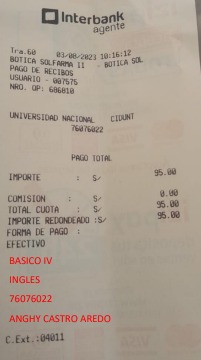 Interbank
agente
Tra.60 03/08/2023 10:16:12
BOTICA SOLFARMA II - BOTICA SOL
PAGO DE RECIBOS
USUARIO - 007575
NRO. OP: 686810
UNIVERSIDAD NACIONAL CIDUNT
76076022
PAGO TOTAL
IMPORTE : S/ 95.00
COMISION : S/ 0.00
TOTAL CUOTA : S/ 95.00
IMPORTE REDONDEADO :S/ 95.00
FORMA DE PAGO :
EFECTIVO
BASICO IV
INGLES
76076022
ANGHY CASTRO AREDO
C.Ext.:04011